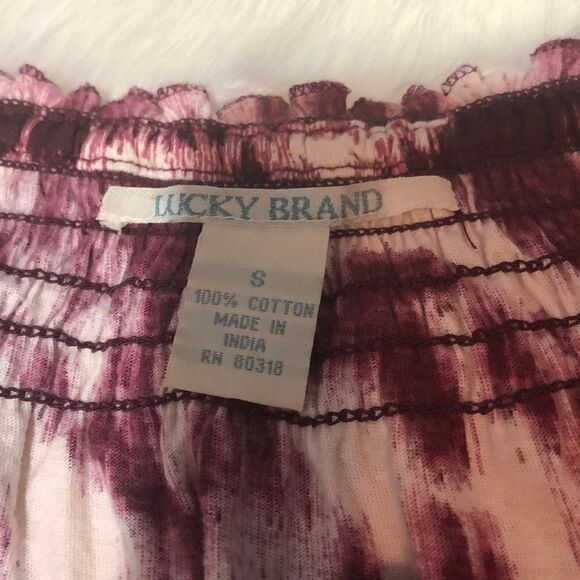 LUCKY BRAND
S
100% COTTON
MADE IN
INDIA
RN 80318